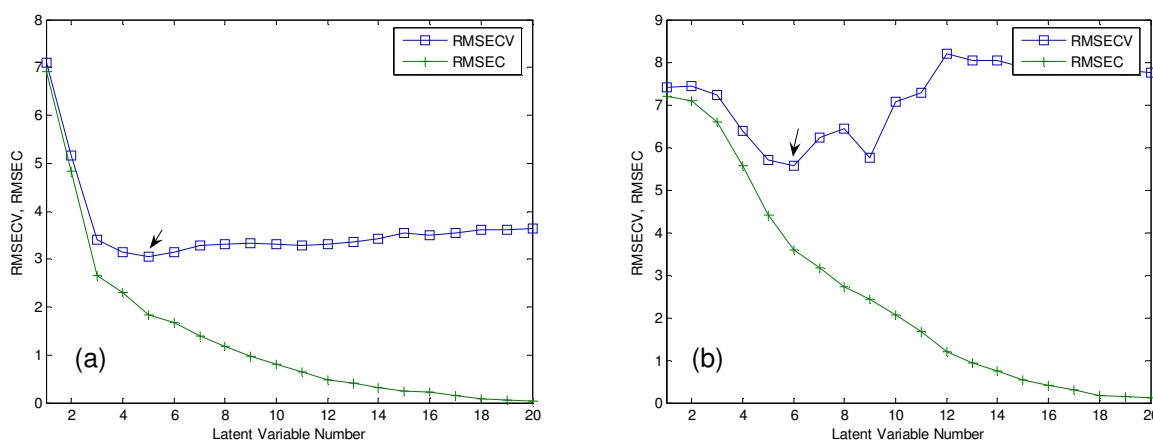 8
7
6
5
4
3
2
1
0
RMSECV, RMSEC
RMSECV
RMSEC
(a)
2 4 6 8 10 12 14 16 18 20
Latent Variable Number
9
8
7
6
5
4
3
2
1
0
RMSECV, RMSEC
RMSECV
RMSEC
(b)
2 4 6 8 10 12 14 16 18 20
Latent Variable Number